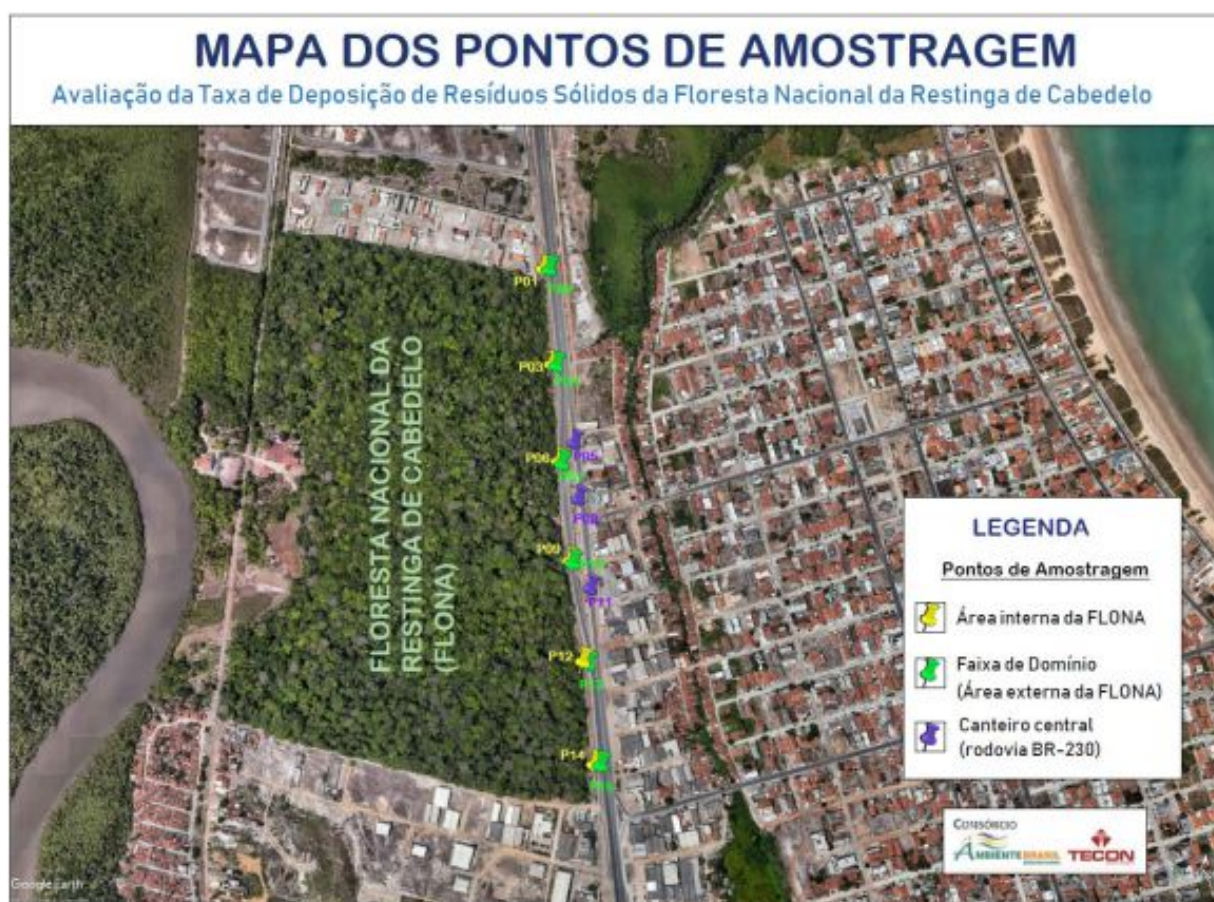 MAPA DOS PONTOS DE AMOSTRAGEM
Avaliação da Taxa de Deposição de Resíduos Sólidos da Floresta Nacional da Restinga de Cabedelo
P01
P03
P05
P06
P09
P11
P12
P14
FLORESTA NACIONAL DA
RESTINGA DE CABEDELO
(FLONA)
LEGENDA
Pontos de Amostragem
Área interna da FLONA
Faixa de Domínio
(Área externa da FLONA)
Canteiro central
(rodovia BR-230)
CONSÓRCIO
AMBIENTEBRASIL
TECON
Google Earth